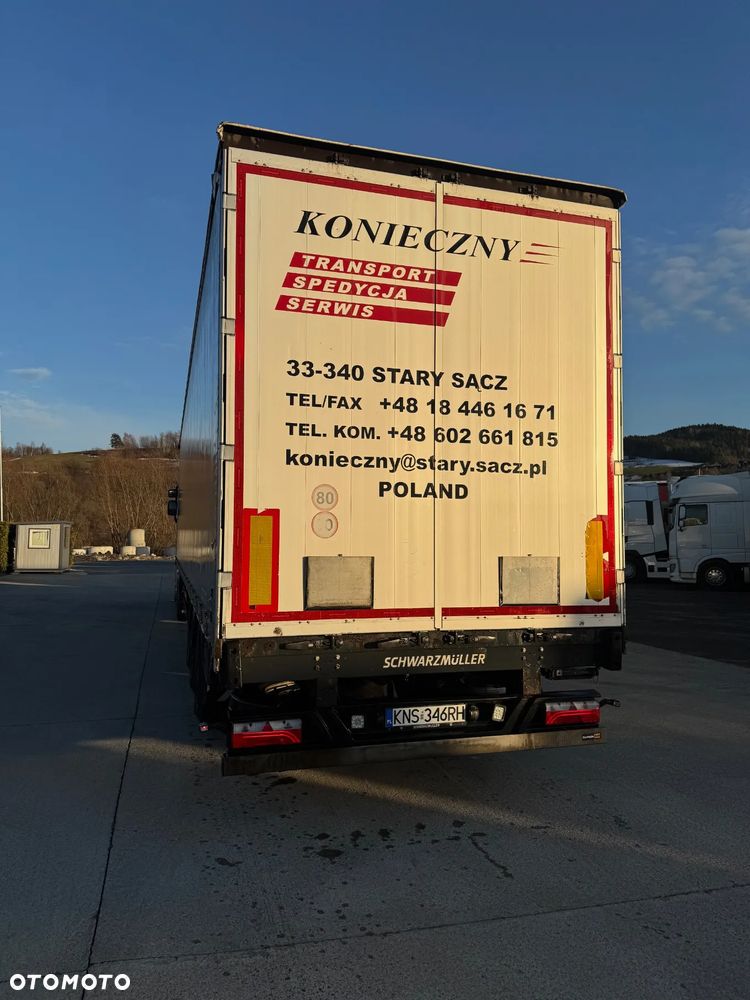 KONIECZNY
TRANSPORT
SPEDYCJA
SERWIS
33-340 STARY SĄCZ
TEL/FAX +48 18 446 16 71
TEL. KOM. +48 602 661 815
konieczny@stary.sacz.pl
POLAND
80
SCHWARZMÜLLER
PL KNS 346RH
OTOMOTO